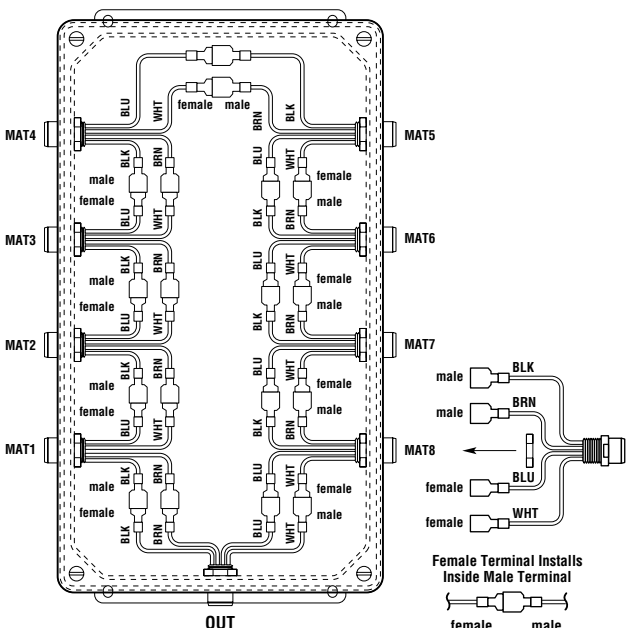 BLU
WHT
female male
BRN
BLK
MAT4
MAT5
BLK
BRN
BLU
WHT
male
female
female
male
BLU
WHT
BLK
BRN
MAT3
MAT6
BLK
BRN
BLU
WHT
male
female
female
male
BLU
WHT
BLK
BRN
MAT2
MAT7
BLK
BRN
BLU
WHT
male
female
female
male
BLU
WHT
BLK
BRN
MAT1
MAT8
BLK
BRN
BLU
WHT
male
female
female
male
BLK
BRN
BLU
WHT
OUT
male
BLK
male
BRN
female
BLU
female
WHT
Female Terminal Installs
Inside Male Terminal
female male